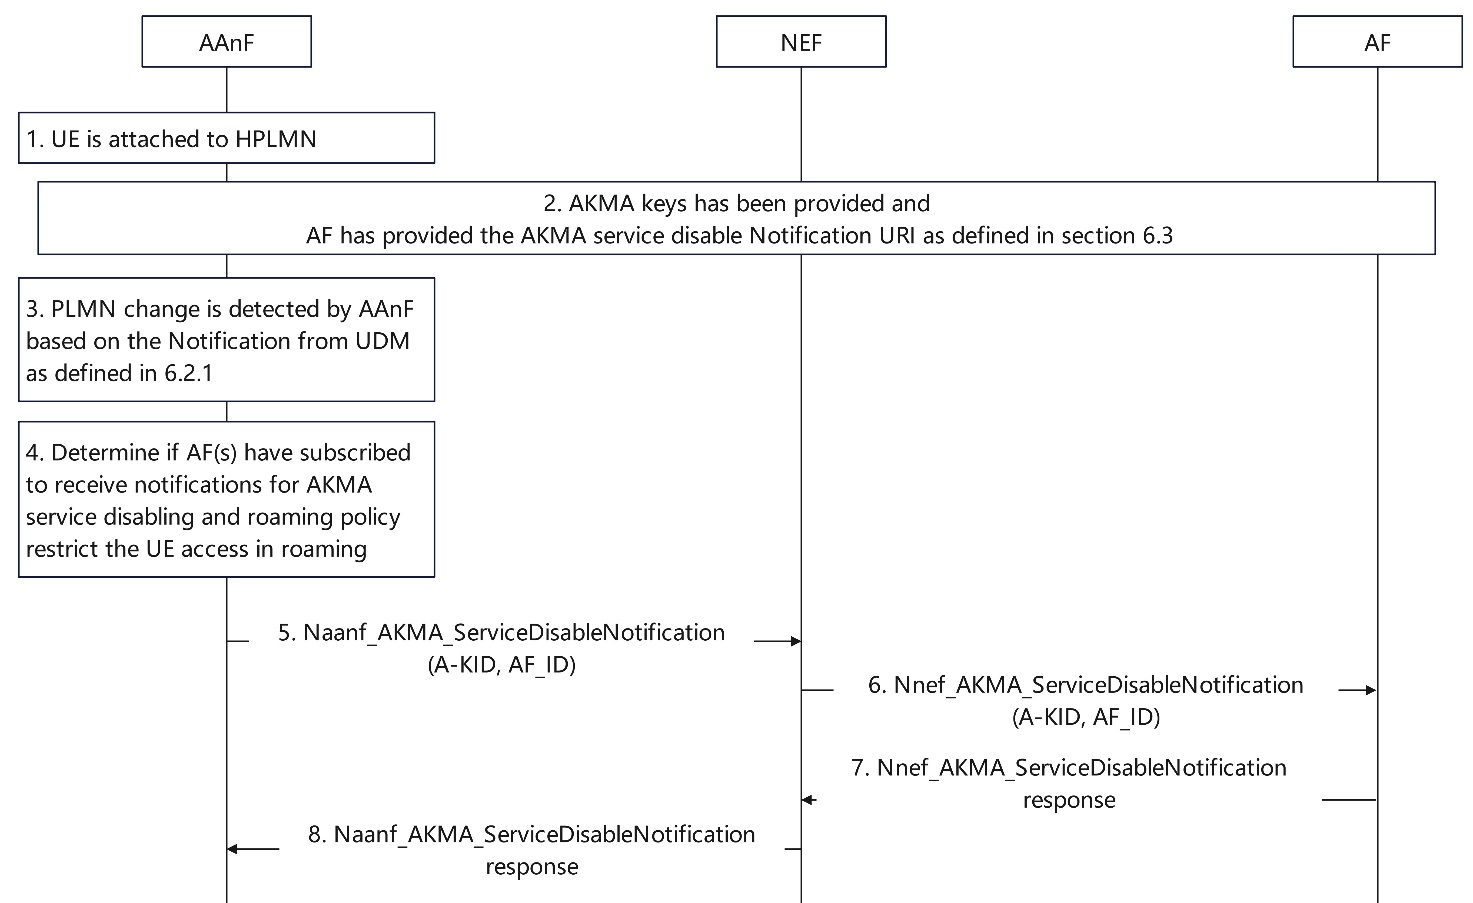 AAnF
NEF
AF
1. UE is attached to HPLMN
2. AKMA keys has been provided and
AF has provided the AKMA service disable Notification URI as defined in section 6.3
3. PLMN change is detected by AAnF
based on the Notification from UDM
as defined in 6.2.1
4. Determine if AF(s) have subscribed
to receive notifications for AKMA
service disabling and roaming policy
restrict the UE access in roaming
5. Naanf_AKMA_ServiceDisableNotification
(A-KID, AF_ID)
6. Nnef_AKMA_ServiceDisableNotification
(A-KID, AF_ID)
7. Nnef_AKMA_ServiceDisableNotification
response
8. Naanf_AKMA_ServiceDisableNotification
response